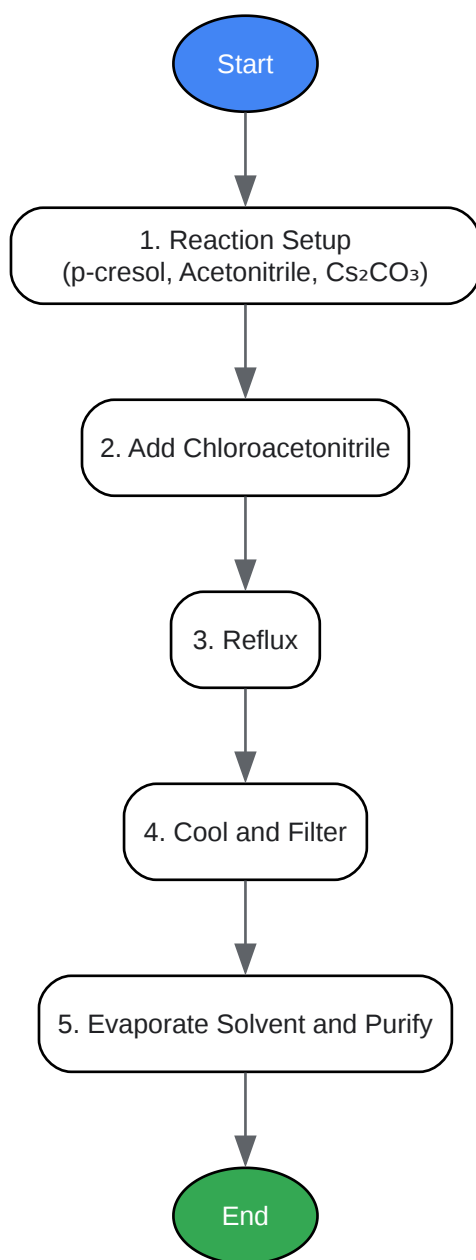 Start
1. Reaction Setup
(p-cresol, Acetonitrile, Cs₂CO₃)
2. Add Chloroacetonitrile
3. Reflux
4. Cool and Filter
5. Evaporate Solvent and Purify
End